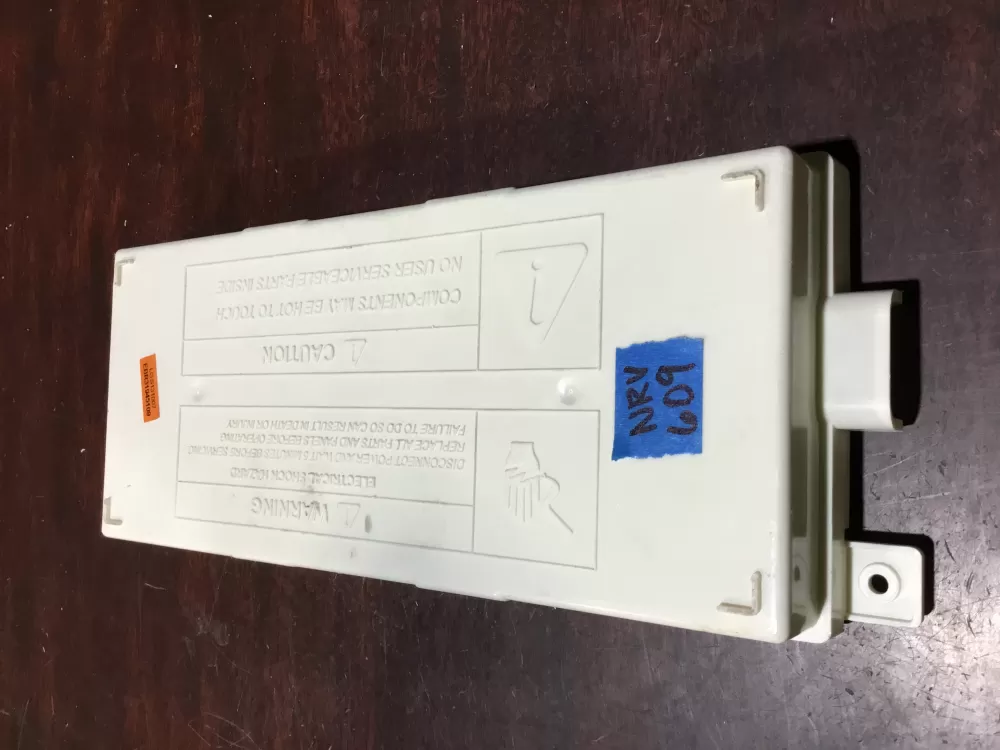 ⚠ WARNING
ELECTRICAL SHOCK HAZARD
DISCONNECT POWER AND WAIT 5 MINUTES BEFORE SERVICING
REPLACE ALL PARTS AND PANELS BEFORE OPERATING
FAILURE TO DO SO CAN RESULT IN DEATH OR INJURY.
⚠ CAUTION
COMPONENTS MAY BE HOT TO TOUCH
NO USER SERVICEABLE PARTS INSIDE
i
NRV
609